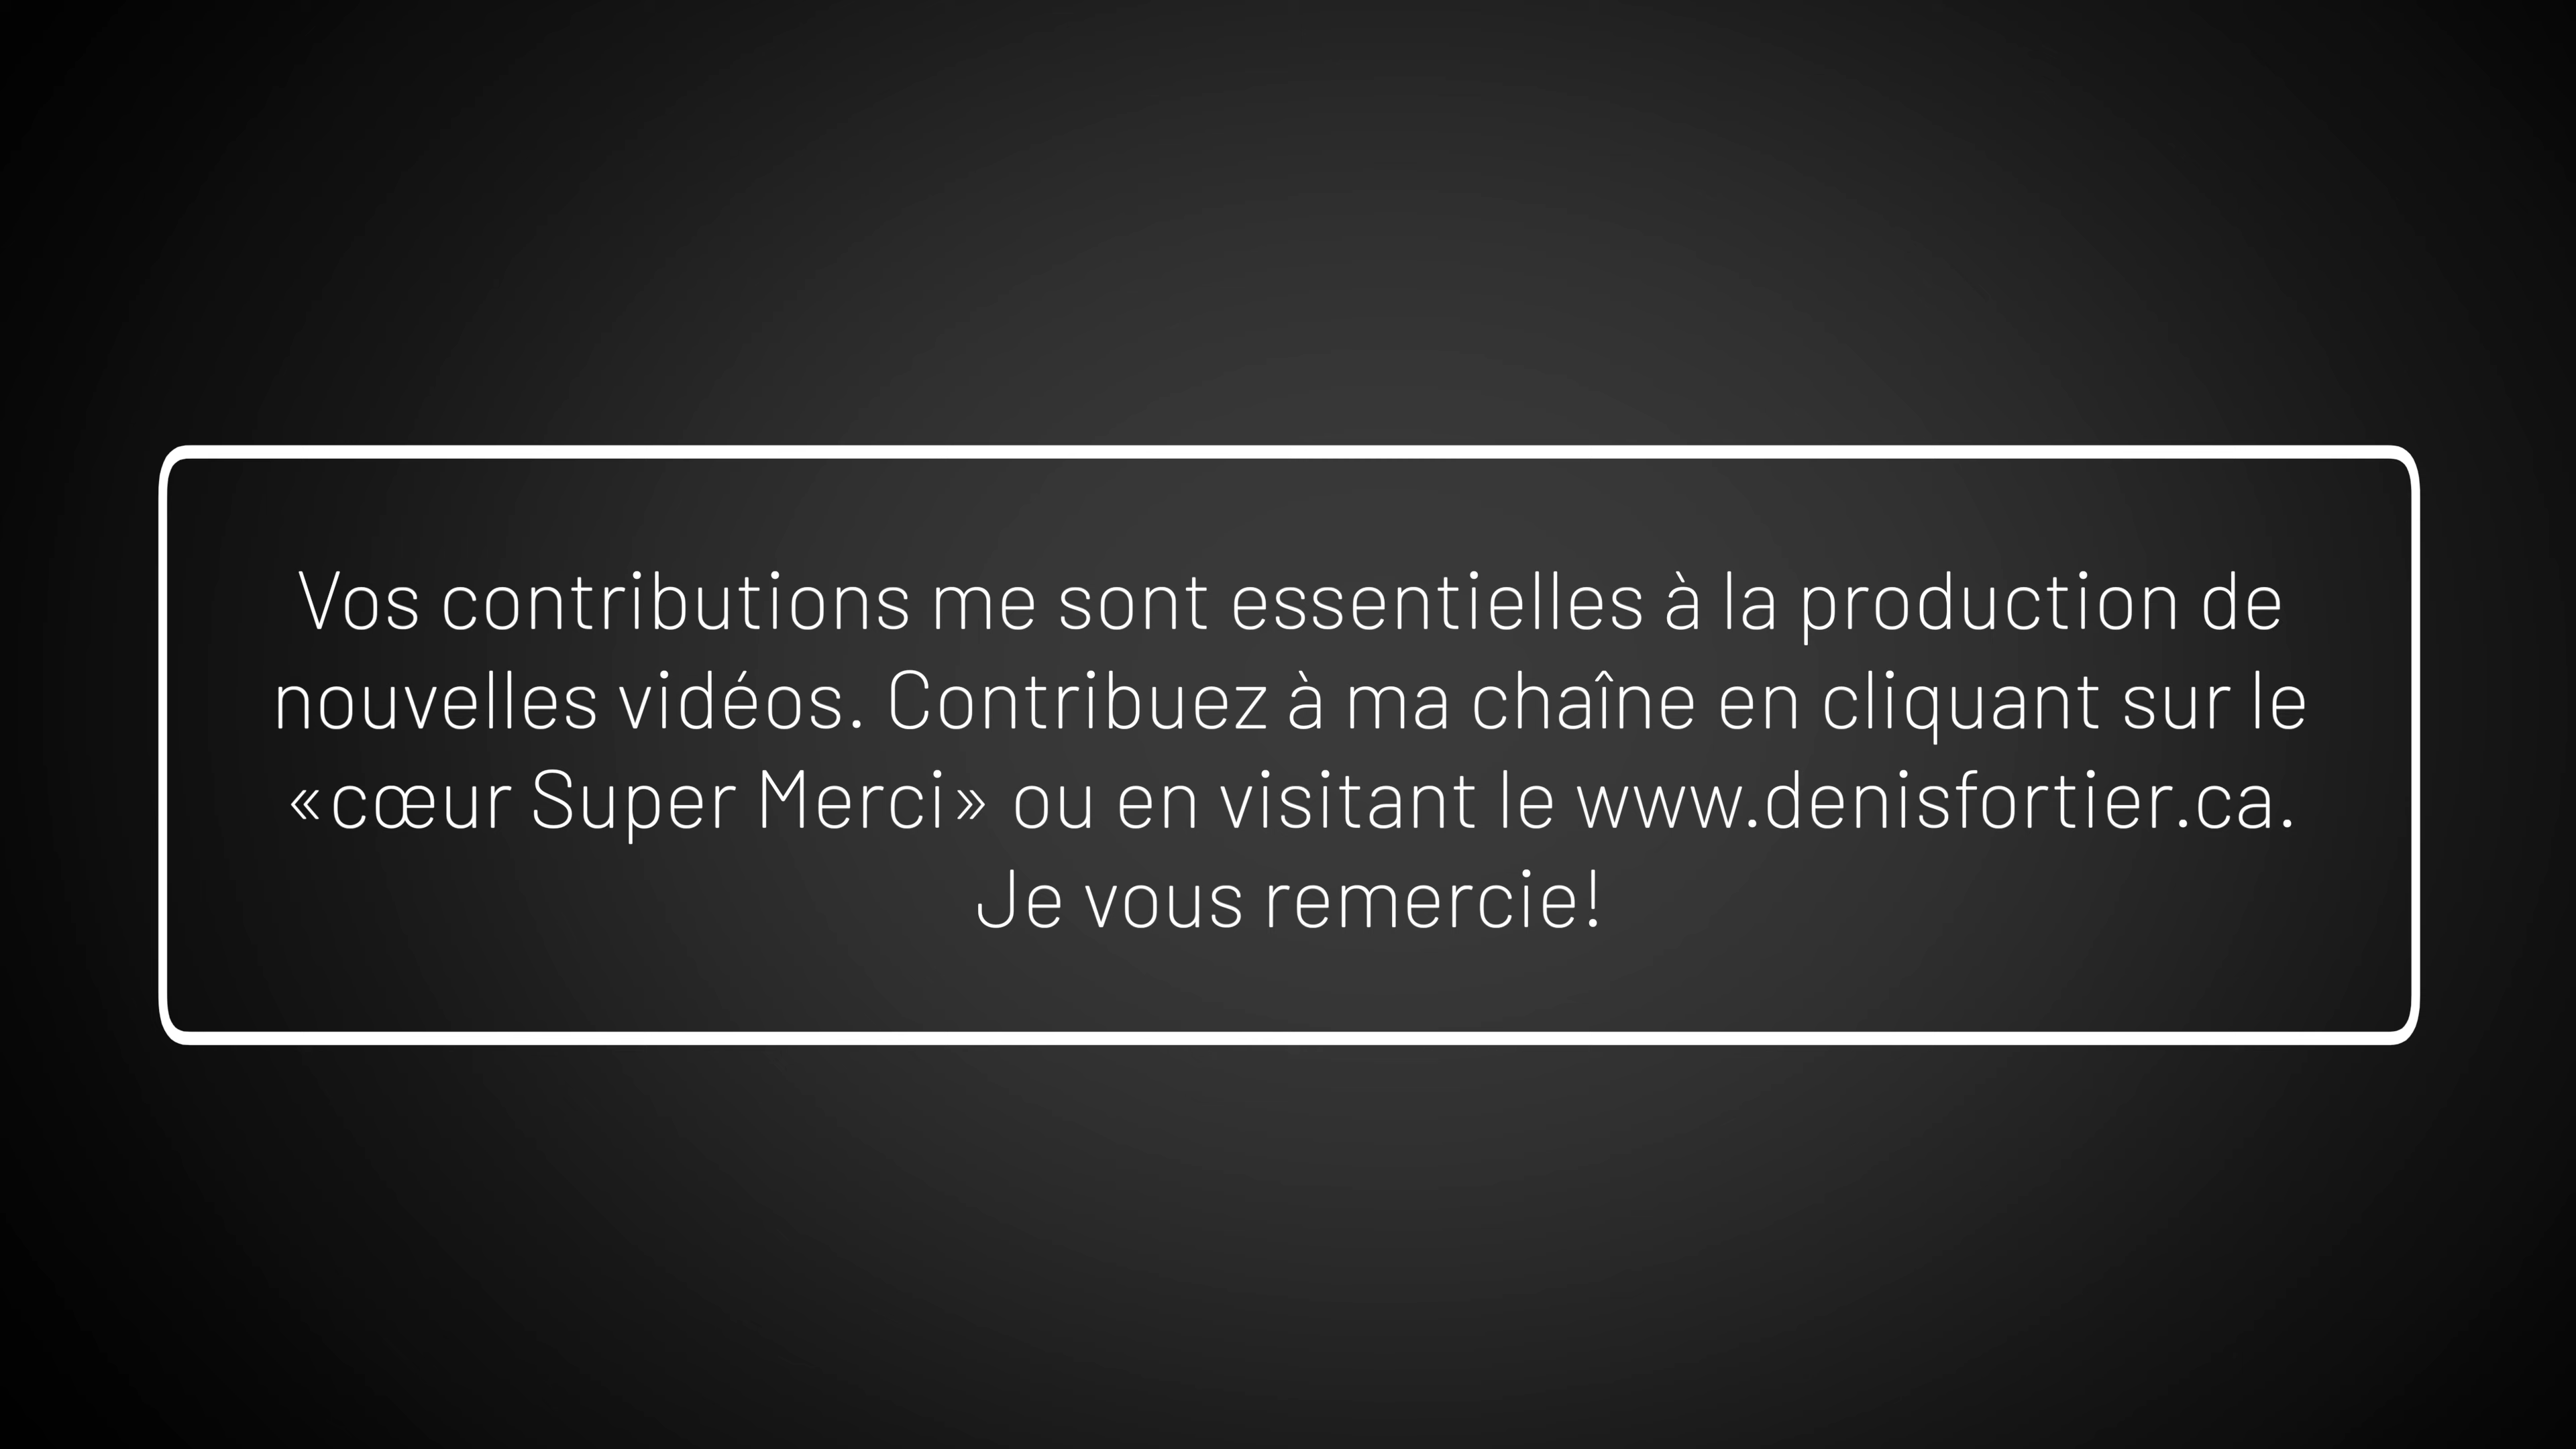 Vos contributions me sont essentielles à la production de
nouvelles vidéos. Contribuez à ma chaîne en cliquant sur le
«cœur Super Merci» ou en visitant le www.denisfortier.ca.
Je vous remercie!